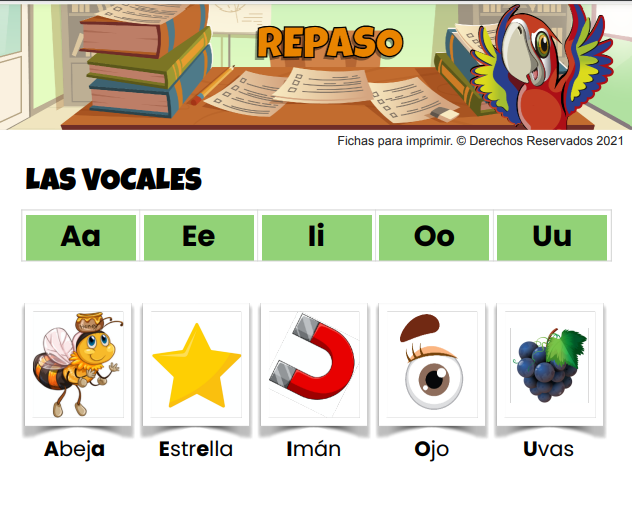 REPASO
Fichas para imprimir. © Derechos Reservados 2021
LAS VOCALES
Aa Ee Ii Oo Uu
Abeja Estrella Imán Ojo Uvas